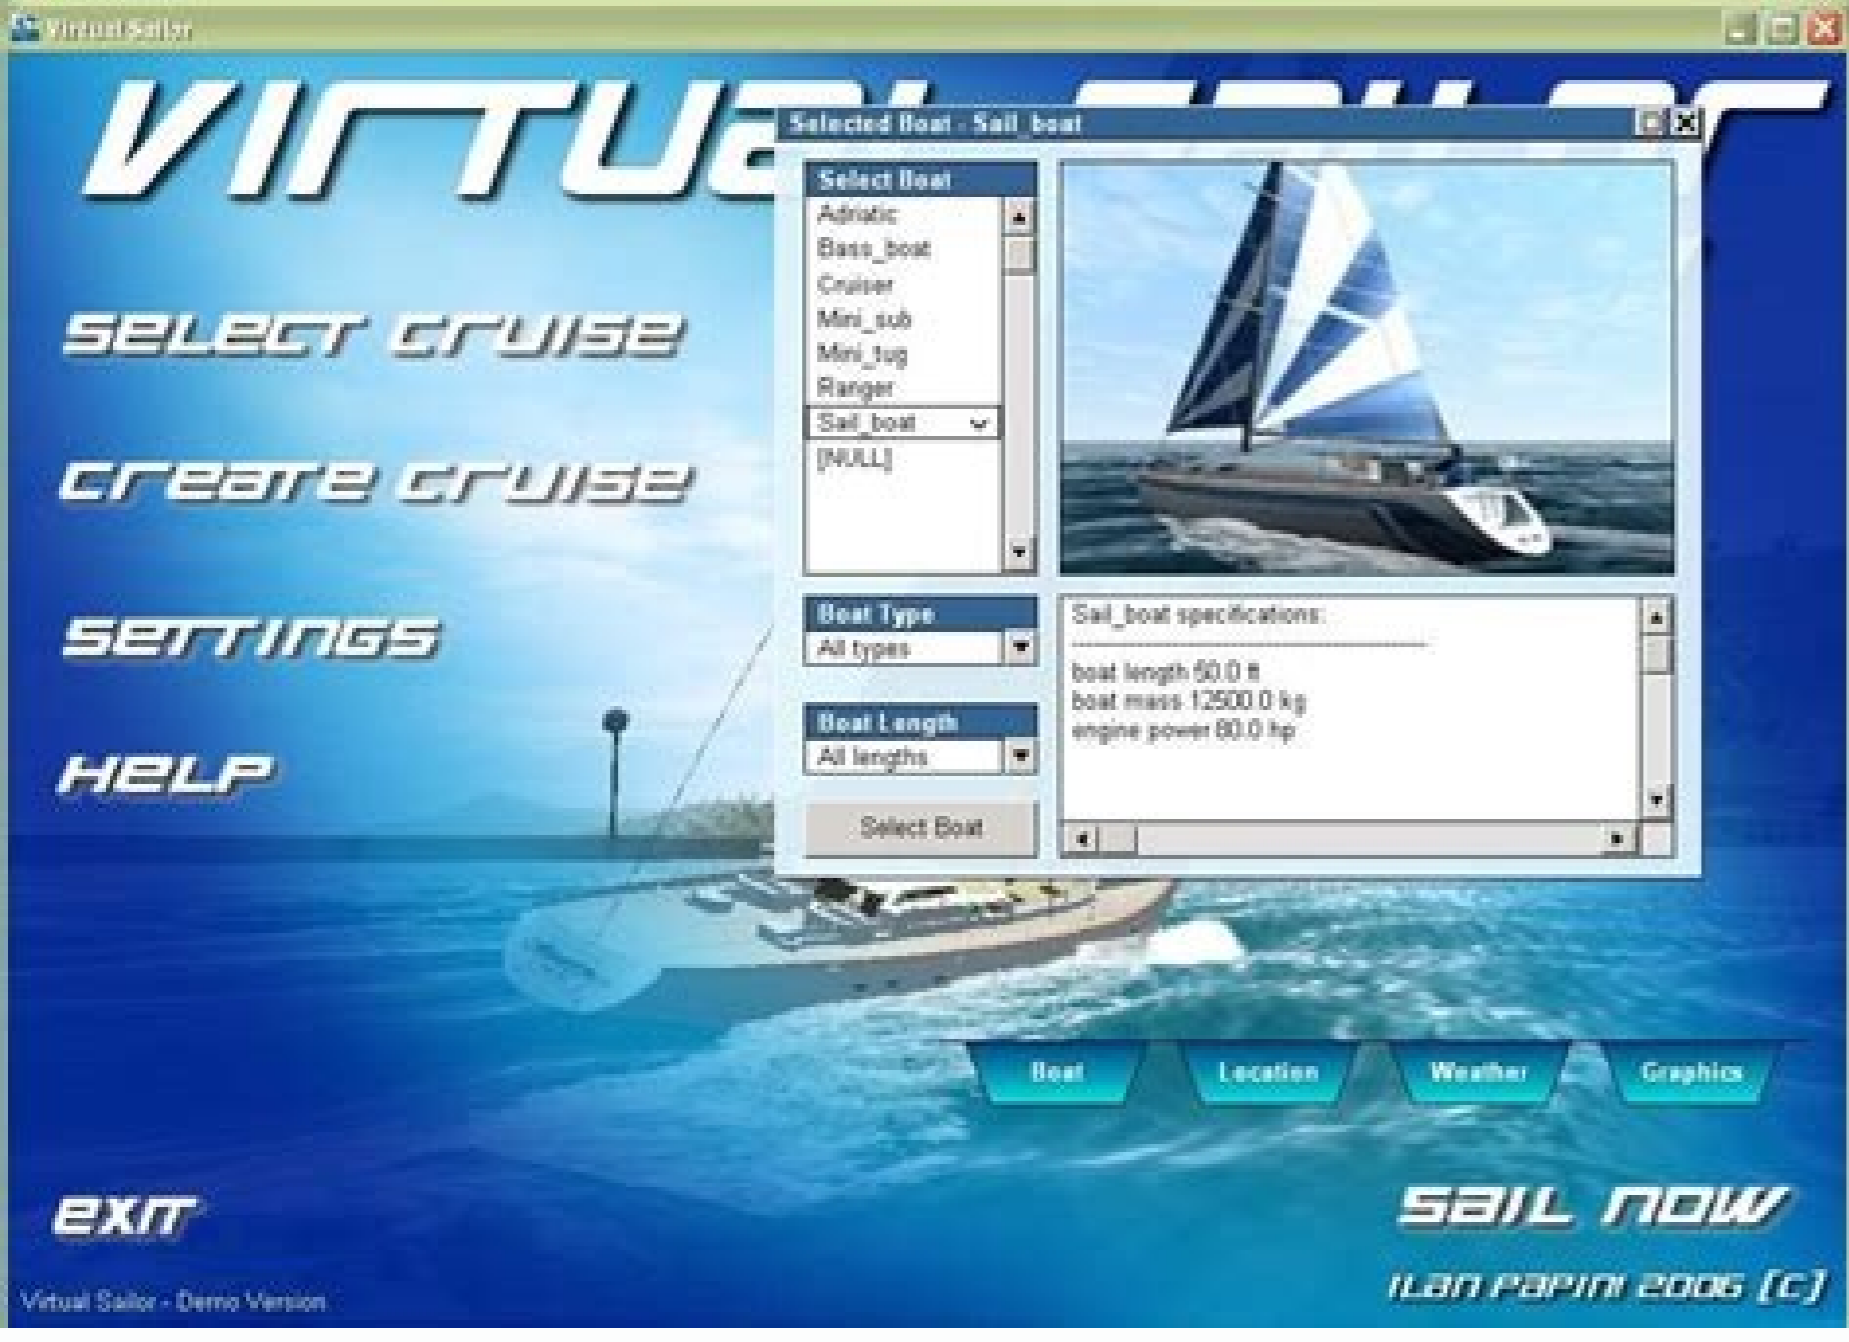 Virtual Sailor
VIRTUAL SAILOR
Selected Boat - Sail_boat
Select Boat
Adriatic
Bass_boat
Cruiser
Mini_sub
Mini_tug
Ranger
Sail_boat
[NULL]
Boat Type
All types
Boat Length
All lengths
Select Boat
Sail_boat specifications:
boat length 50.0 ft
boat mass 12500.0 kg
engine power 80.0 hp
SELECT CRUISE
CREATE CRUISE
SETTINGS
HELP
Boat
Location
Weather
Graphics
EXIT
SAIL NOW
Virtual Sailor - Demo Version
ILAN PAPINI 2006 [C]